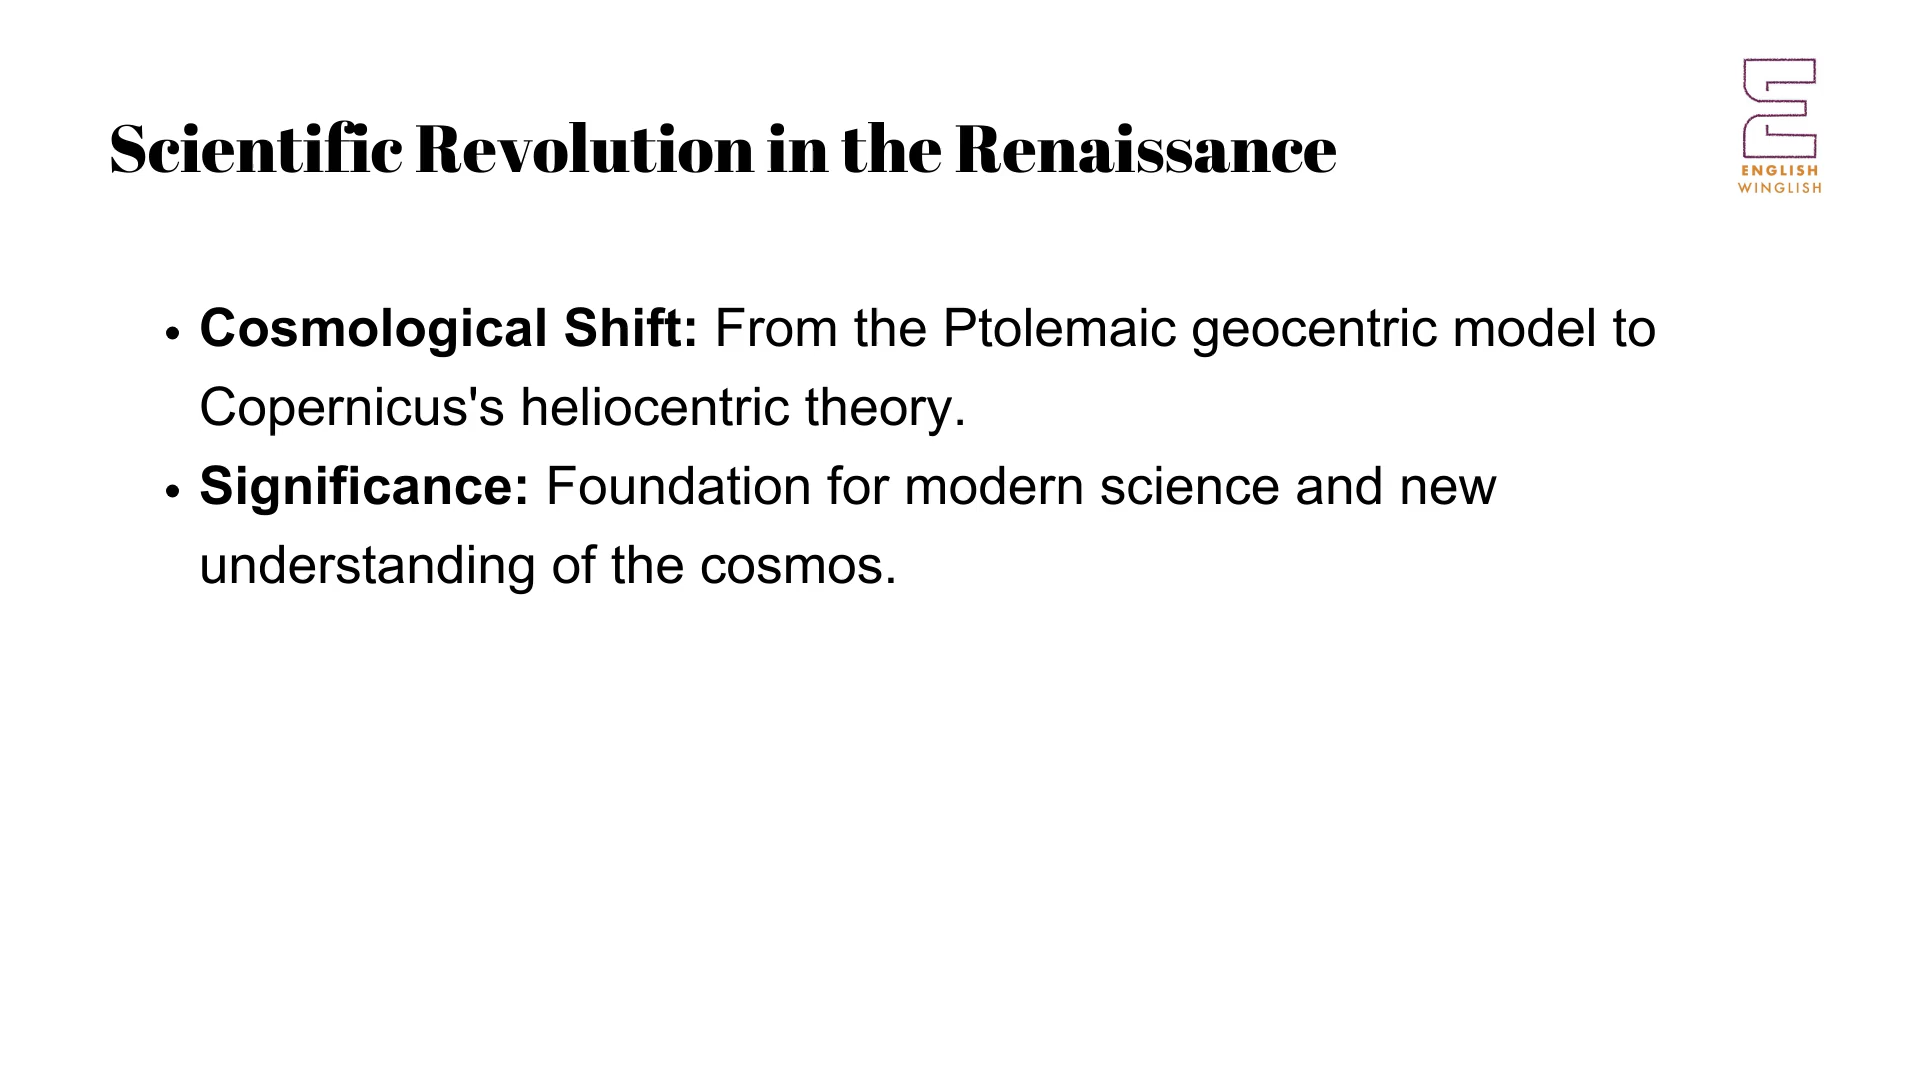 Scientific Revolution in the Renaissance
ENGLISH
WINGLISH
• Cosmological Shift: From the Ptolemaic geocentric model to
Copernicus's heliocentric theory.
• Significance: Foundation for modern science and new
understanding of the cosmos.